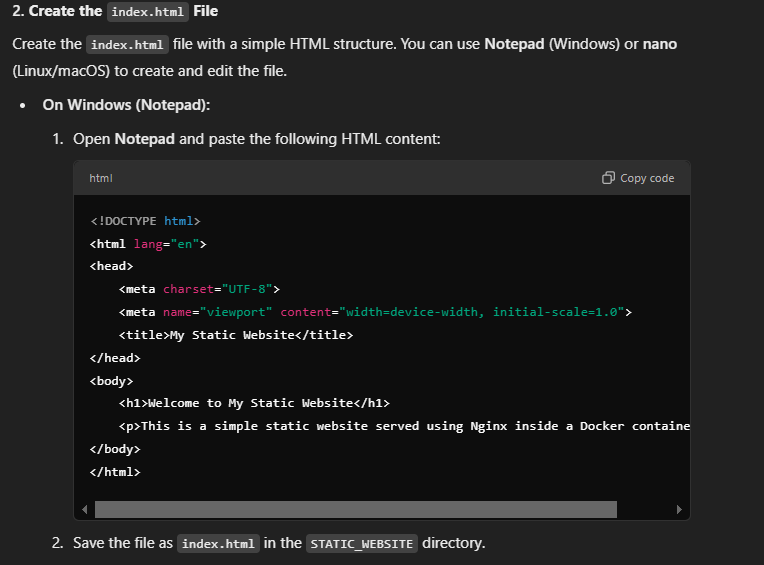 2. Create the index.html File
Create the index.html file with a simple HTML structure. You can use Notepad (Windows) or nano
(Linux/macOS) to create and edit the file.
• On Windows (Notepad):
1. Open Notepad and paste the following HTML content:
html
Copy code
<!DOCTYPE html>
<html lang="en">
<head>
    <meta charset="UTF-8">
    <meta name="viewport" content="width=device-width, initial-scale=1.0">
    <title>My Static Website</title>
</head>
<body>
    <h1>Welcome to My Static Website</h1>
    <p>This is a simple static website served using Nginx inside a Docker containe
</body>
</html>
2. Save the file as index.html in the STATIC_WEBSITE directory.